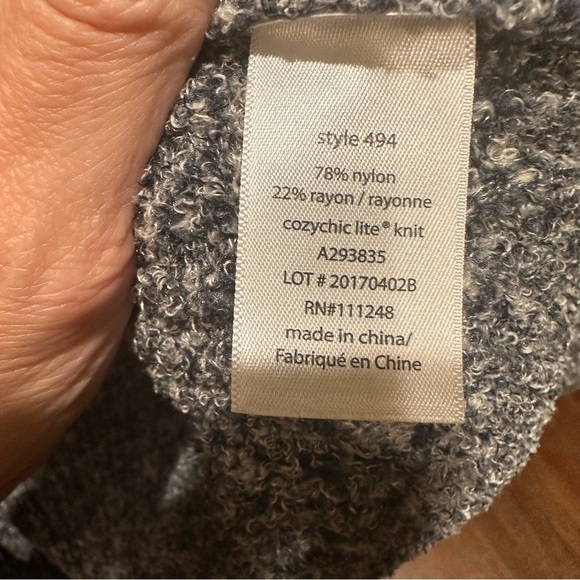 style 494
78% nylon
22% rayon / rayonne
cozychic lite® knit
A293835
LOT # 20170402B
RN#111248
made in china/
Fabriqué en Chine